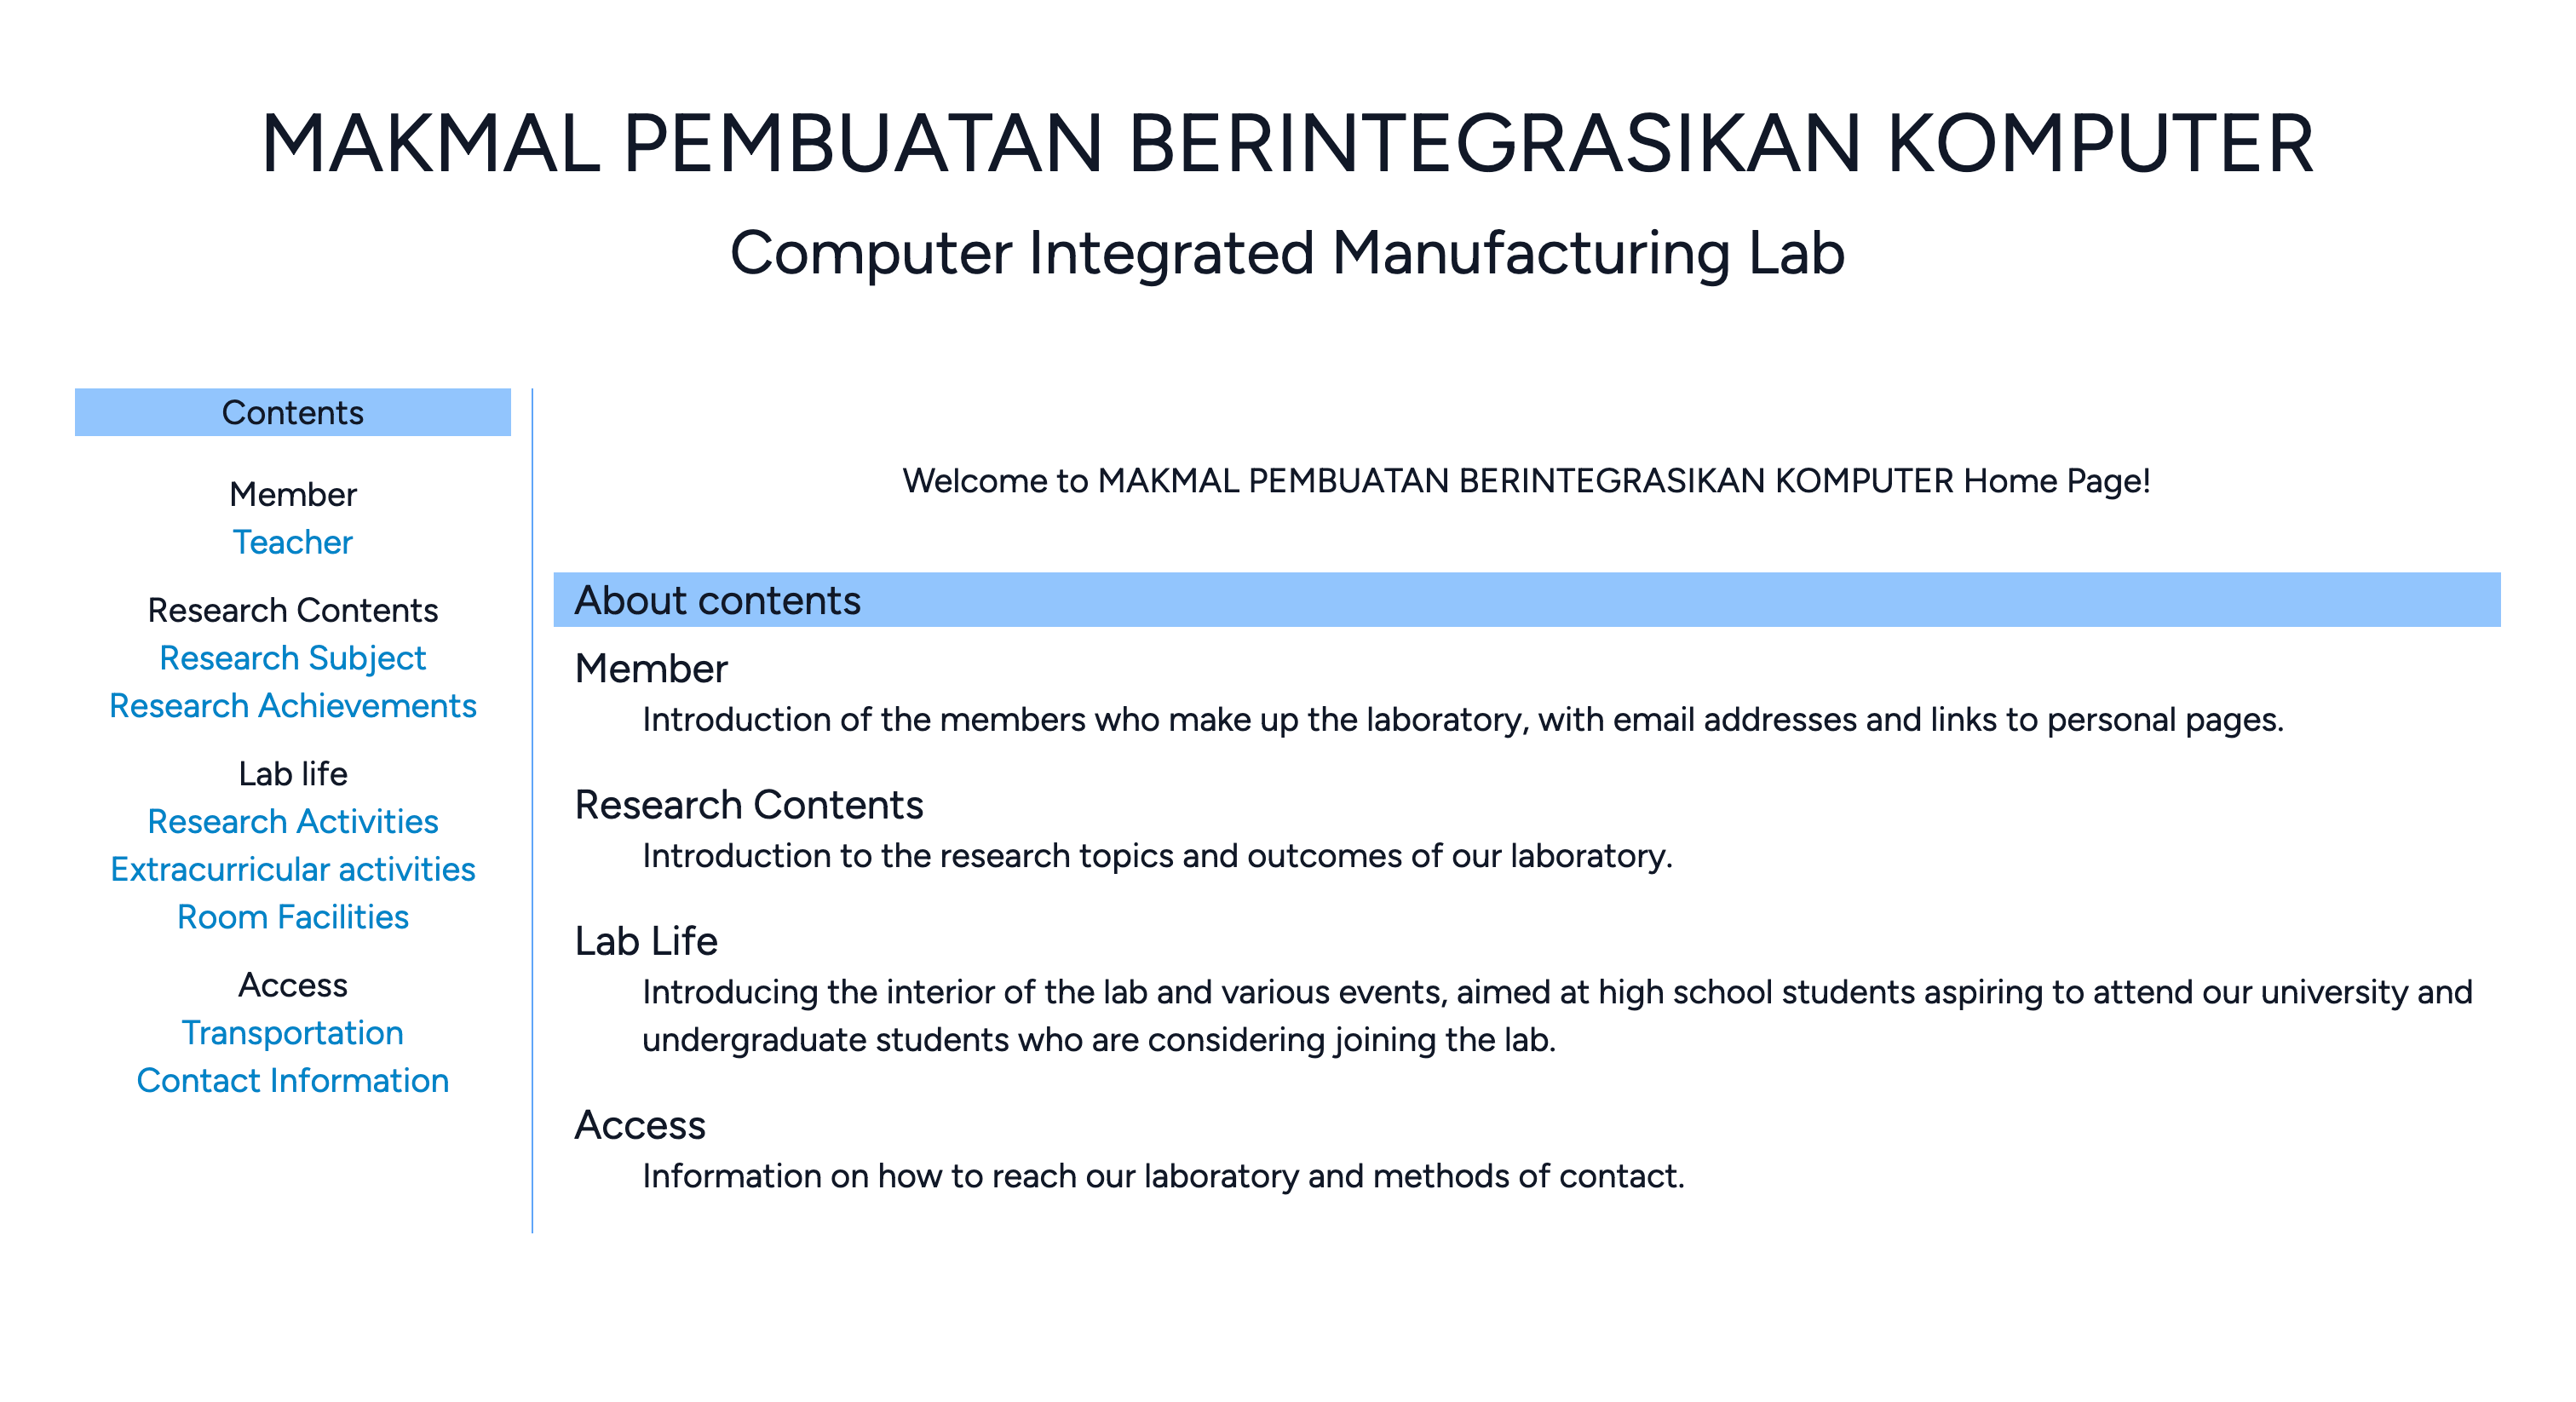 MAKMAL PEMBUATAN BERINTEGRASIKAN KOMPUTER
Computer Integrated Manufacturing Lab
Contents
Member
Teacher
Research Contents
Research Subject
Research Achievements
Lab life
Research Activities
Extracurricular activities
Room Facilities
Access
Transportation
Contact Information
Welcome to MAKMAL PEMBUATAN BERINTEGRASIKAN KOMPUTER Home Page!
About contents
Member
Introduction of the members who make up the laboratory, with email addresses and links to personal pages.
Research Contents
Introduction to the research topics and outcomes of our laboratory.
Lab Life
Introducing the interior of the lab and various events, aimed at high school students aspiring to attend our university and
undergraduate students who are considering joining the lab.
Access
Information on how to reach our laboratory and methods of contact.